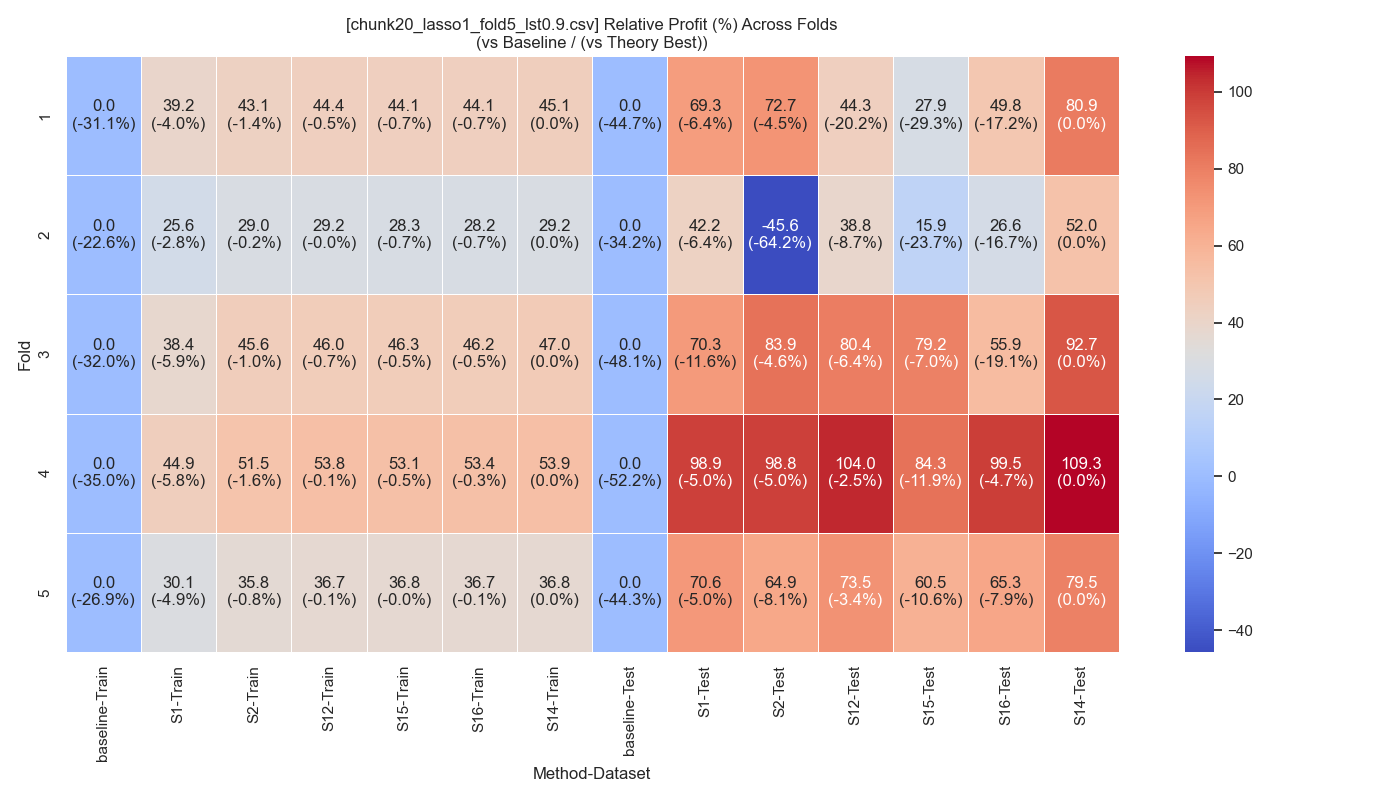 [chunk20_lasso1_fold5_lst0.9.csv] Relative Profit (%) Across Folds
(vs Baseline / (vs Theory Best))
Fold
1
0.0 39.2 43.1 44.4 44.1 44.1 45.1 0.0 69.3 72.7 44.3 27.9 49.8 80.9
(-31.1%) (-4.0%) (-1.4%) (-0.5%) (-0.7%) (-0.7%) (0.0%) (-44.7%) (-6.4%) (-4.5%) (-20.2%) (-29.3%) (-17.2%) (0.0%)
2
0.0 25.6 29.0 29.2 28.3 28.2 29.2 0.0 42.2 -45.6 38.8 15.9 26.6 52.0
(-22.6%) (-2.8%) (-0.2%) (-0.0%) (-0.7%) (-0.7%) (0.0%) (-34.2%) (-6.4%) (-64.2%) (-8.7%) (-23.7%) (-16.7%) (0.0%)
3
0.0 38.4 45.6 46.0 46.3 46.2 47.0 0.0 70.3 83.9 80.4 79.2 55.9 92.7
(-32.0%) (-5.9%) (-1.0%) (-0.7%) (-0.5%) (-0.5%) (0.0%) (-48.1%) (-11.6%) (-4.6%) (-6.4%) (-7.0%) (-19.1%) (0.0%)
4
0.0 44.9 51.5 53.8 53.1 53.4 53.9 0.0 98.9 98.8 104.0 84.3 99.5 109.3
(-35.0%) (-5.8%) (-1.6%) (-0.1%) (-0.5%) (-0.3%) (0.0%) (-52.2%) (-5.0%) (-5.0%) (-2.5%) (-11.9%) (-4.7%) (0.0%)
5
0.0 30.1 35.8 36.7 36.8 36.7 36.8 0.0 70.6 64.9 73.5 60.5 65.3 79.5
(-26.9%) (-4.9%) (-0.8%) (-0.1%) (-0.0%) (-0.1%) (0.0%) (-44.3%) (-5.0%) (-8.1%) (-3.4%) (-10.6%) (-7.9%) (0.0%)
baseline-Train
S1-Train
S2-Train
S12-Train
S15-Train
S16-Train
S14-Train
baseline-Test
S1-Test
S2-Test
S12-Test
S15-Test
S16-Test
S14-Test
Method-Dataset
100
80
60
40
20
0
−20
−40